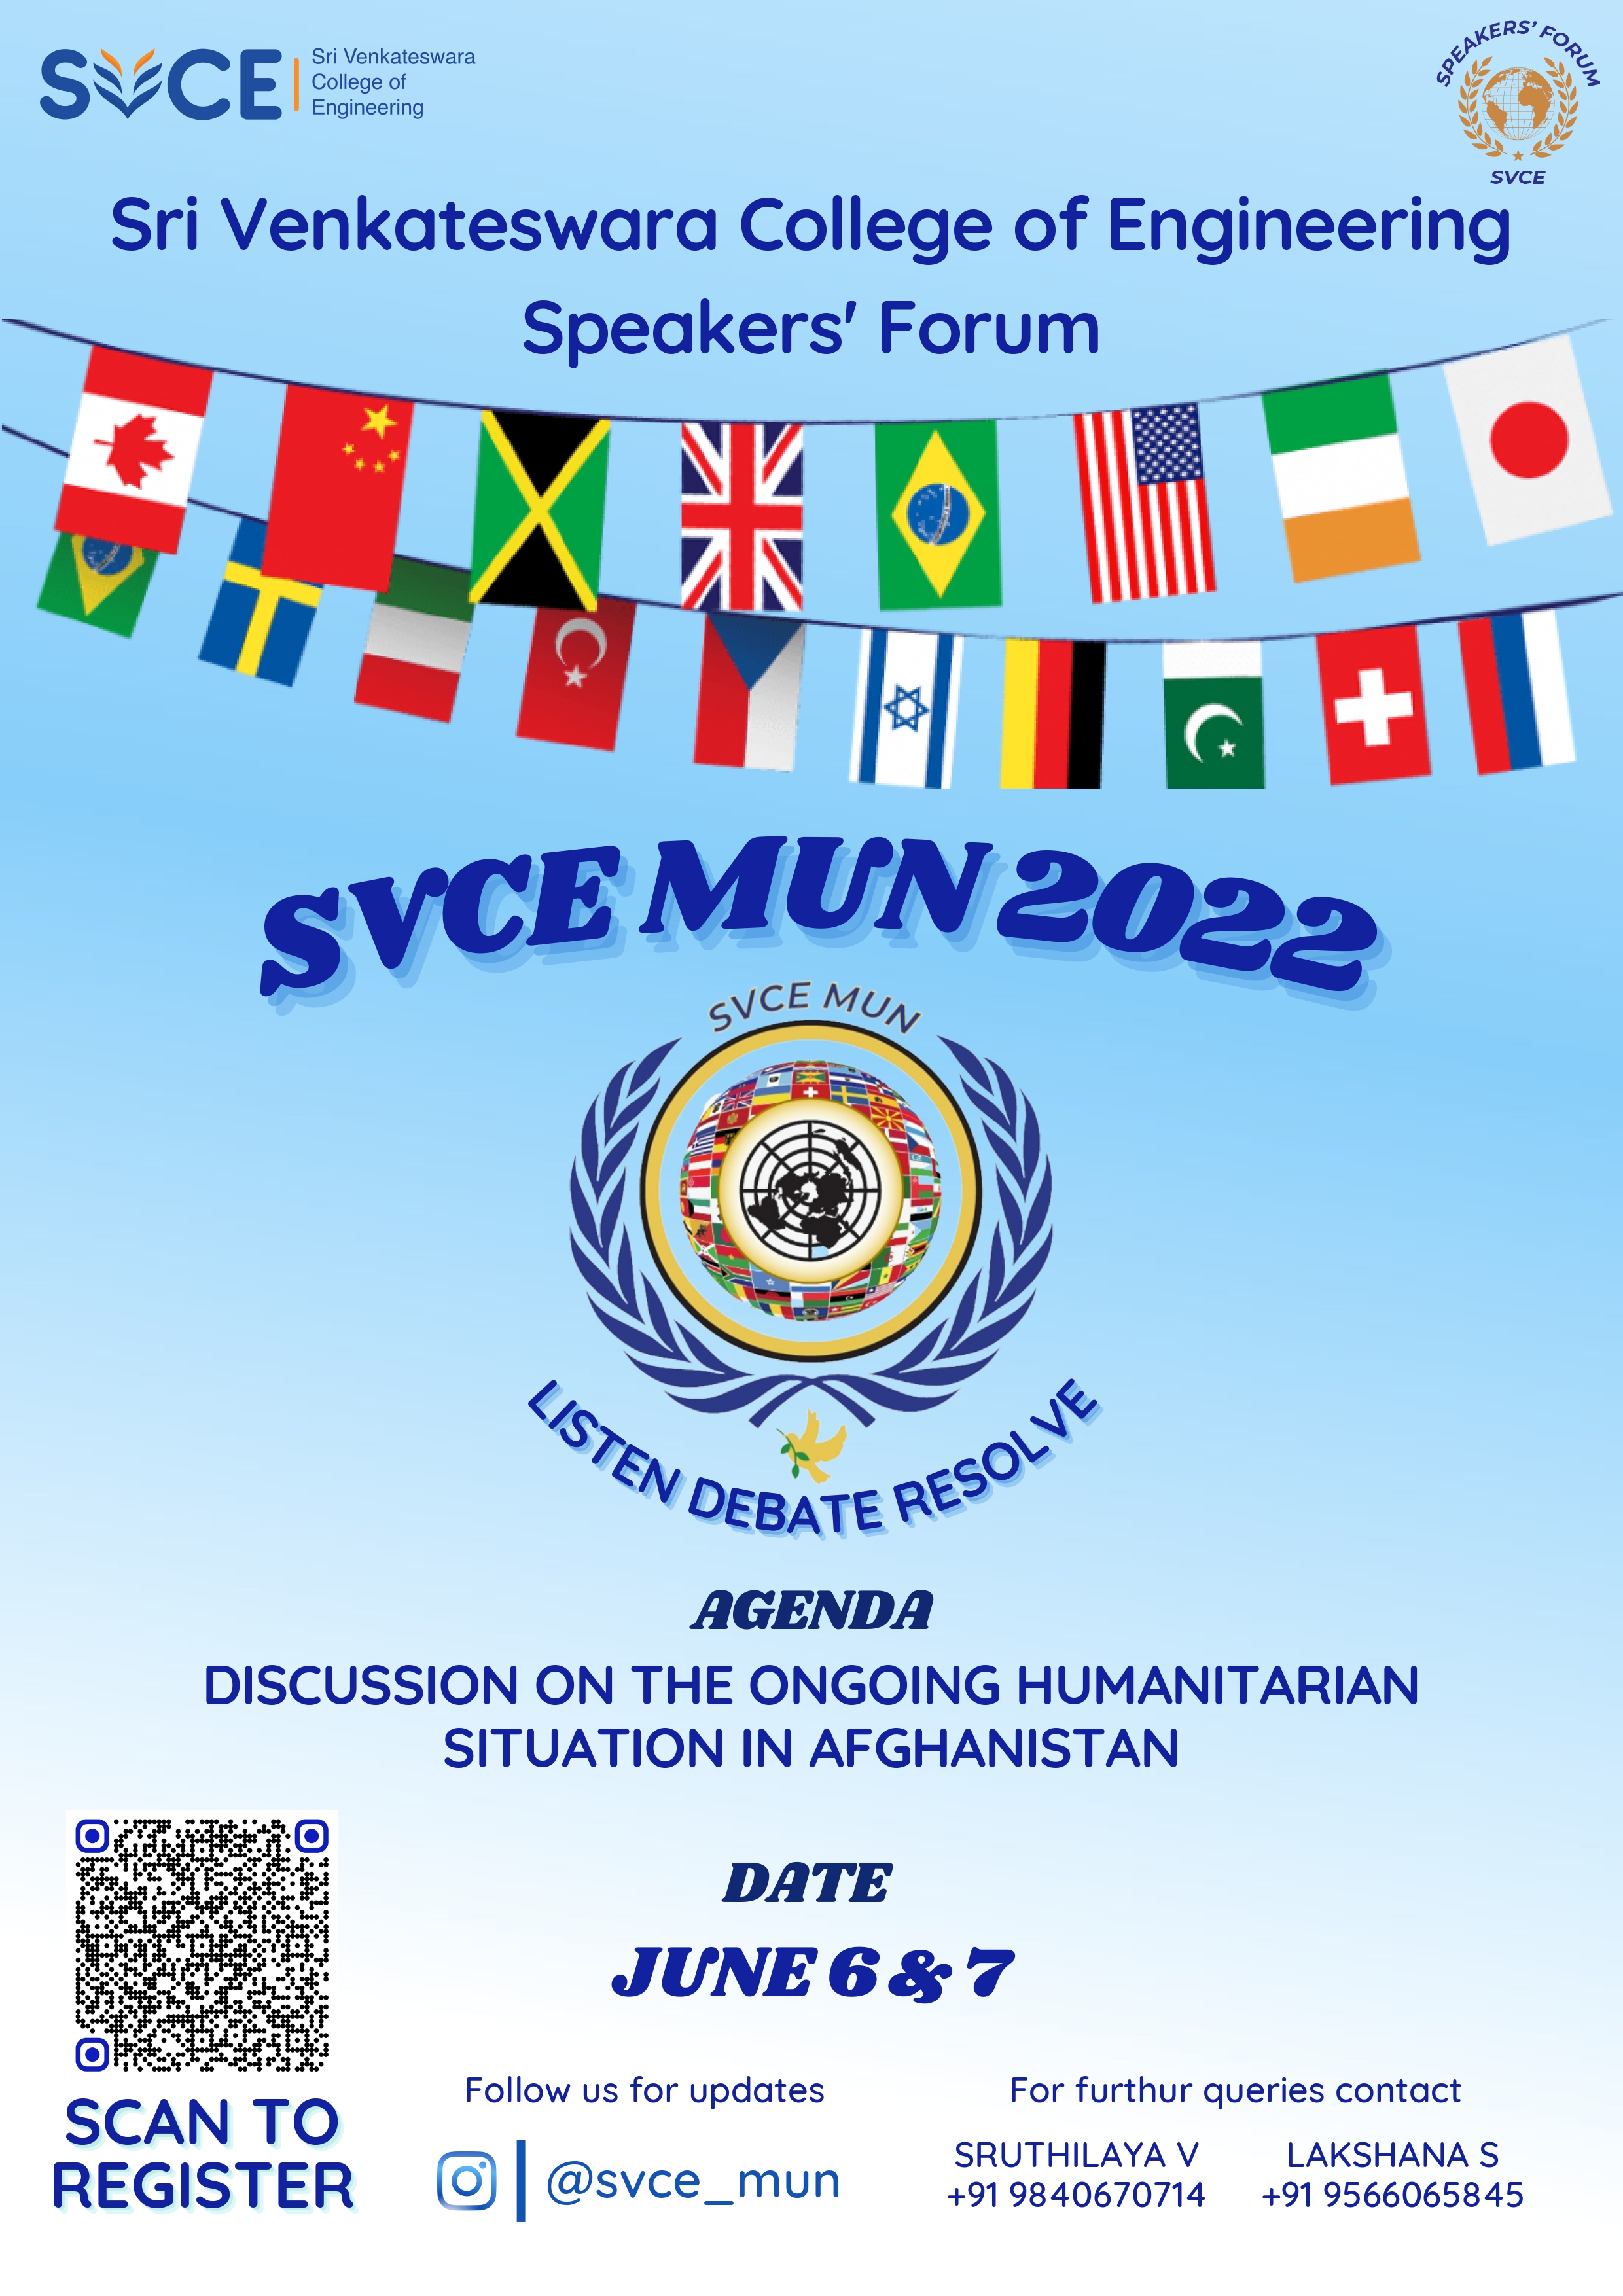 SVCE
Sri Venkateswara
College of
Engineering
SPEAKERS' FORUM
SVCE
Sri Venkateswara College of Engineering
Speakers' Forum
SVCE MUN 2022
SVCE MUN
LISTEN DEBATE RESOLVE
AGENDA
DISCUSSION ON THE ONGOING HUMANITARIAN
SITUATION IN AFGHANISTAN
DATE
JUNE 6 & 7
SCAN TO
REGISTER
Follow us for updates
@svce_mun
For furthur queries contact
SRUTHILAYA V
+91 9840670714
LAKSHANA S
+91 9566065845